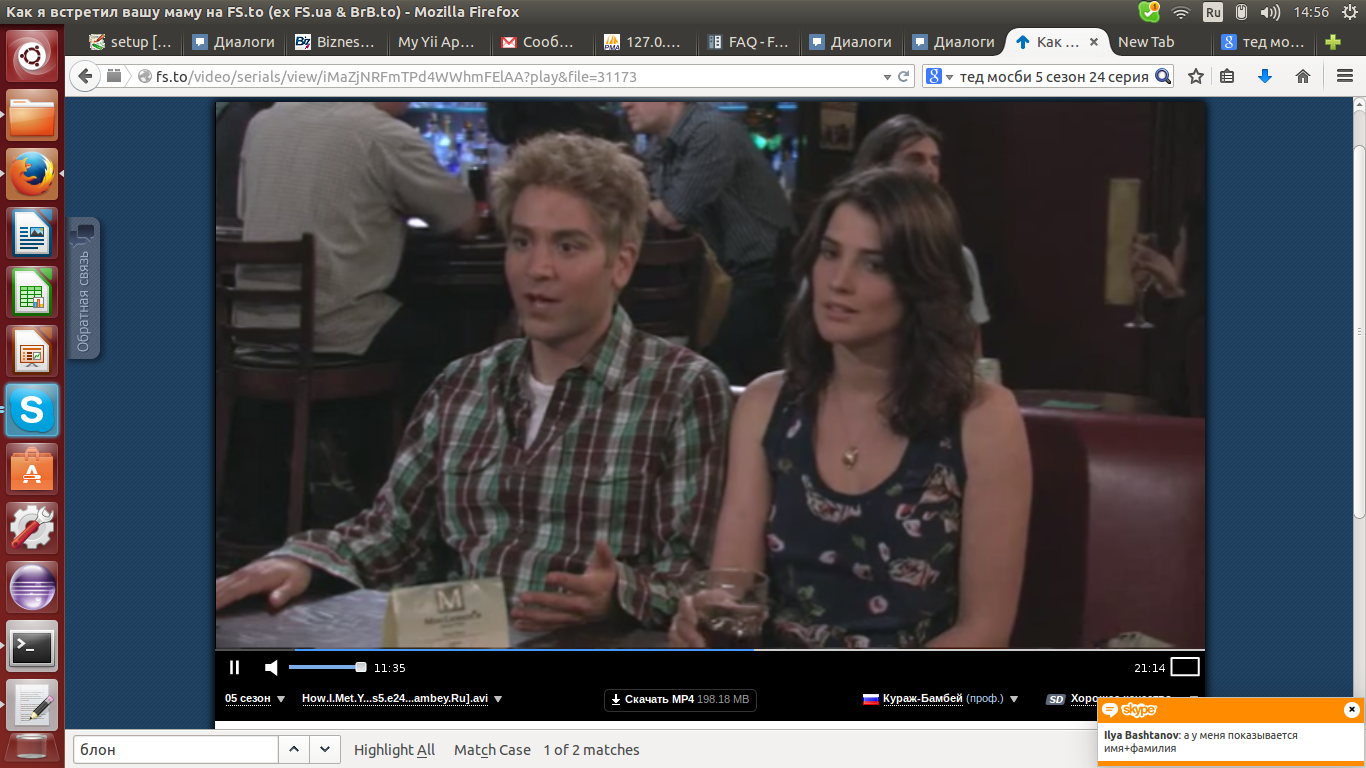 Как я встретил вашу маму на FS.to (ex FS.ua & BrB.to) - Mozilla Firefox
Ru
14:56
setup [...
Диалоги
Biznes...
My Yii Ap...
Сооб...
127.0....
FAQ - F...
Диалоги
Диалоги
Как ...
New Tab
тед мо...
fs.to/video/serials/view/iMaZjNRFmTPd4WWhmFElAA?play&file=31173
тед мосби 5 сезон 24 серия
Обратная связь
M
MacLaren's
11:35
21:14
05 сезон
How.I.Met.Y...s5.e24...ambey.Ru].avi
Скачать MP4 198.18 MB
Кураж-Бамбей (проф.)
SD
Хорошее качество
skype
Ilya Bashtanov: а у меня показывается
имя+фамилия
блон
Highlight All
Match Case
1 of 2 matches